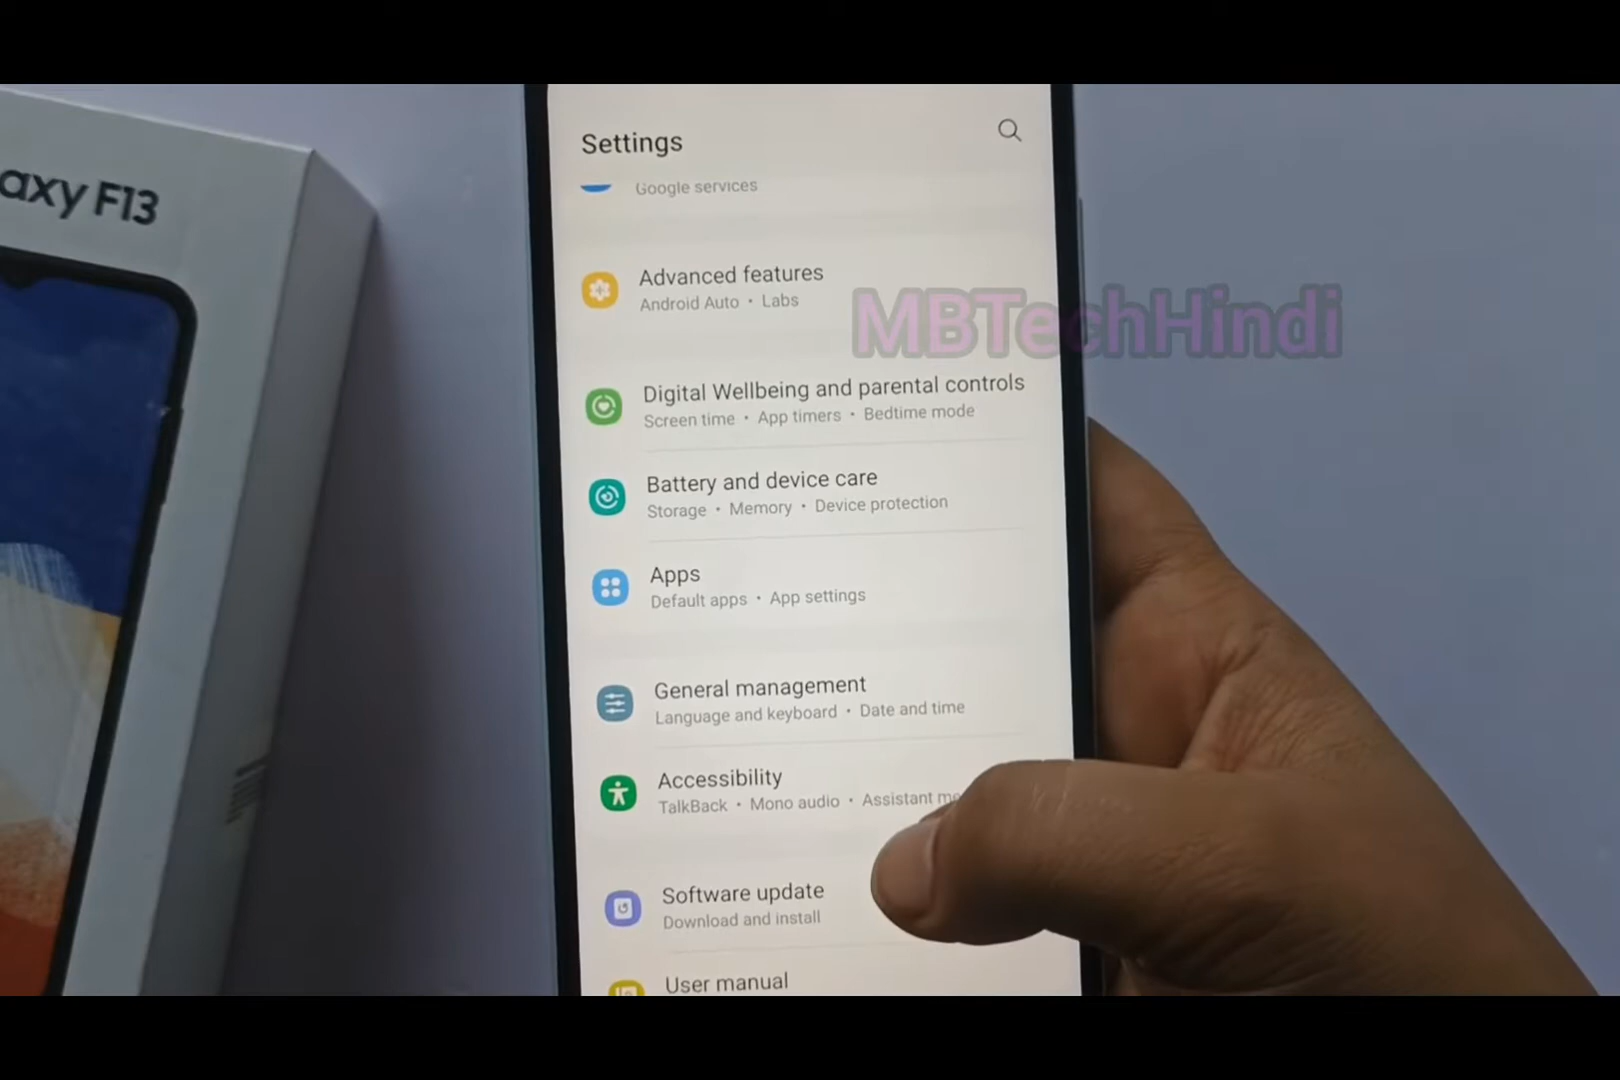 axy F13
Settings
Google services
Advanced features
Android Auto • Labs
MBTechHindi
Digital Wellbeing and parental controls
Screen time • App timers • Bedtime mode
Battery and device care
Storage • Memory • Device protection
Apps
Default apps • App settings
General management
Language and keyboard • Date and time
Accessibility
TalkBack • Mono audio • Assistant
Software update
Download and install
User manual